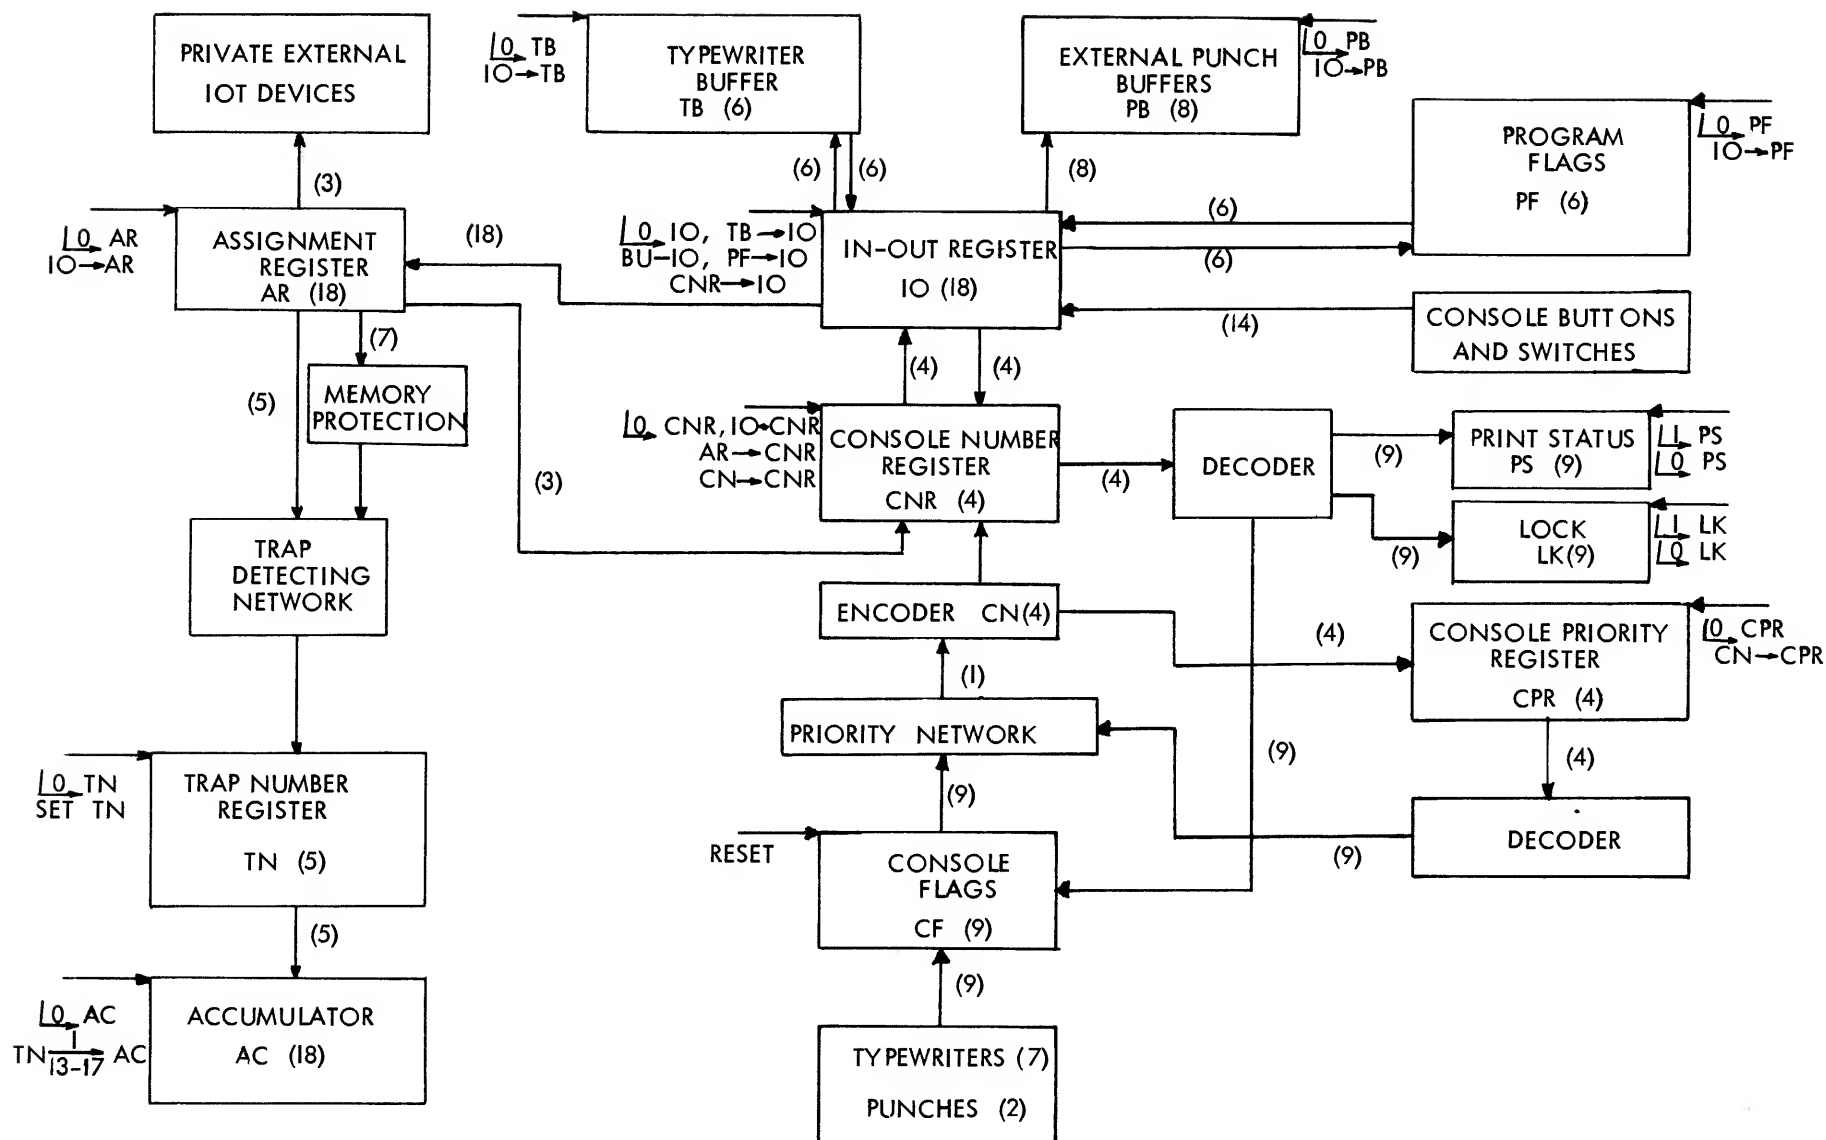 PRIVATE EXTERNAL
IOT DEVICES
(3)
0 TB
IO→TB
TYPEWRITER
BUFFER
TB (6)
(6)
(6)
EXTERNAL PUNCH
BUFFERS
PB (8)
0 PB
IO→PB
(8)
PROGRAM
FLAGS
PF (6)
0 PF
IO→PF
(6)
(6)
0 AR
IO→AR
ASSIGNMENT
REGISTER
AR (18)
(18)
0 IO, TB→IO
BU-IO, PF→IO
CNR→IO
IN-OUT REGISTER
IO (18)
(14)
CONSOLE BUTTONS
AND SWITCHES
(7)
(5)
MEMORY
PROTECTION
(4)
(4)
0 CNR, IO→CNR
AR→CNR
CN→CNR
CONSOLE NUMBER
REGISTER
CNR (4)
(3)
(4)
DECODER
(9)
PRINT STATUS
PS (9)
1 PS
0 PS
(9)
LOCK
LK(9)
1 LK
0 LK
TRAP
DETECTING
NETWORK
ENCODER CN(4)
(4)
CONSOLE PRIORITY
REGISTER
CPR (4)
0 CPR
CN→CPR
(1)
PRIORITY NETWORK
(9)
(4)
0 TN
SET TN
TRAP NUMBER
REGISTER
TN (5)
(9)
DECODER
(9)
RESET
CONSOLE
FLAGS
CF (9)
(5)
(9)
0 AC
TN 1 13-17 AC
ACCUMULATOR
AC (18)
TYPEWRITERS (7)
PUNCHES (2)